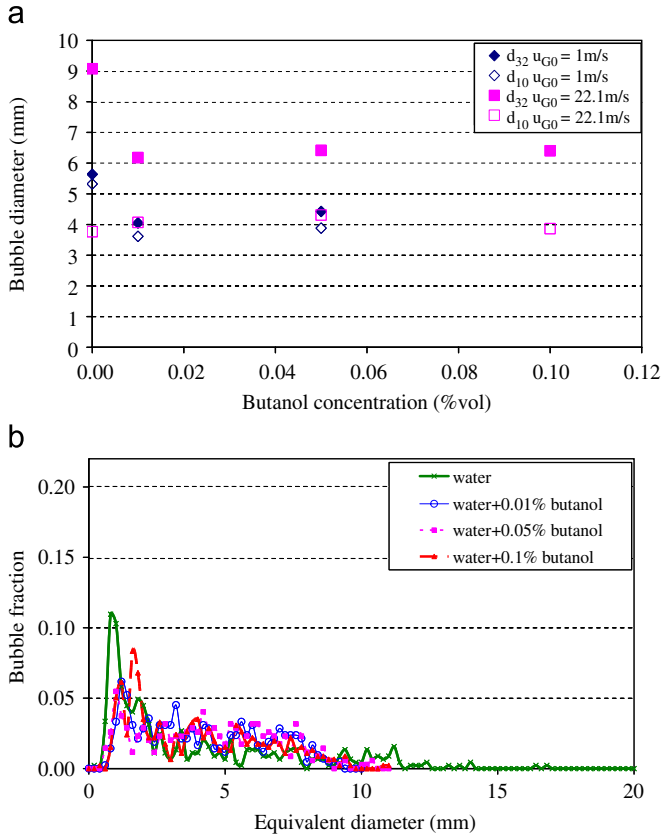 a
10
9
8
7
6
5
4
3
2
1
0
0.00 0.02 0.04 0.06 0.08 0.10 0.12
Bubble diameter (mm)
Butanol concentration (%vol)
d32 uG0 = 1m/s
d10 uG0 = 1m/s
d32 uG0 = 22.1m/s
d10 uG0 = 22.1m/s
b
0.20
0.15
0.10
0.05
0.00
0 5 10 15 20
Bubble fraction
Equivalent diameter (mm)
water
water+0.01% butanol
water+0.05% butanol
water+0.1% butanol